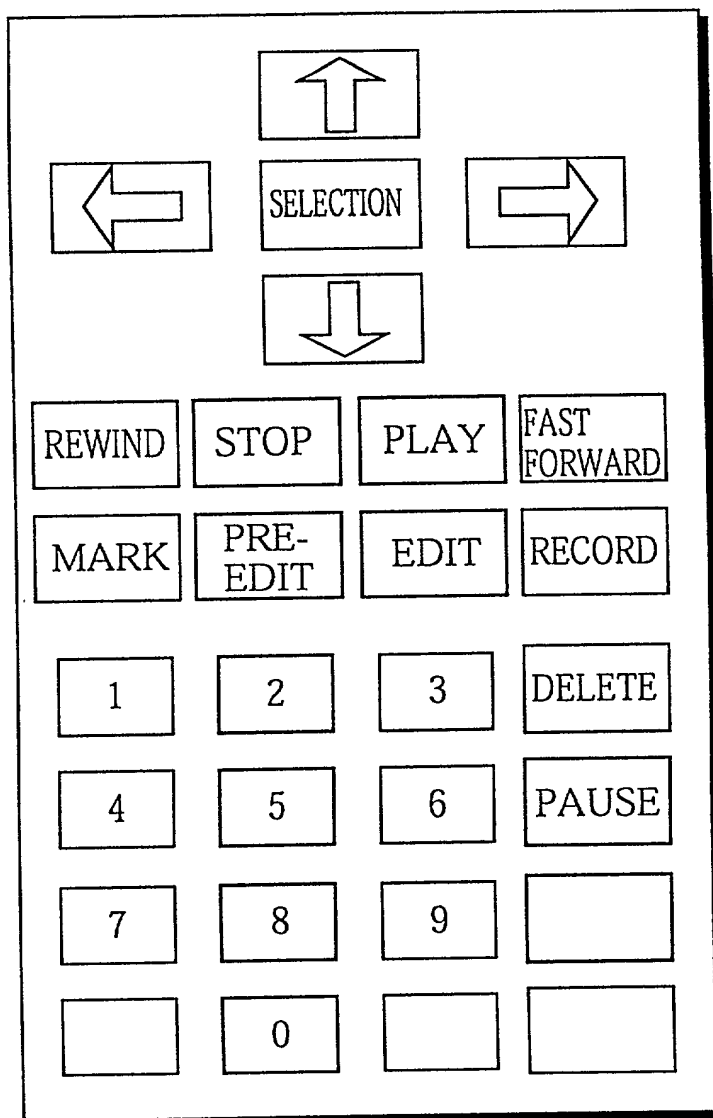 SELECTION
REWIND STOP PLAY FAST
FORWARD
MARK PRE-
EDIT EDIT RECORD
1 2 3 DELETE
4 5 6 PAUSE
7 8 9
0